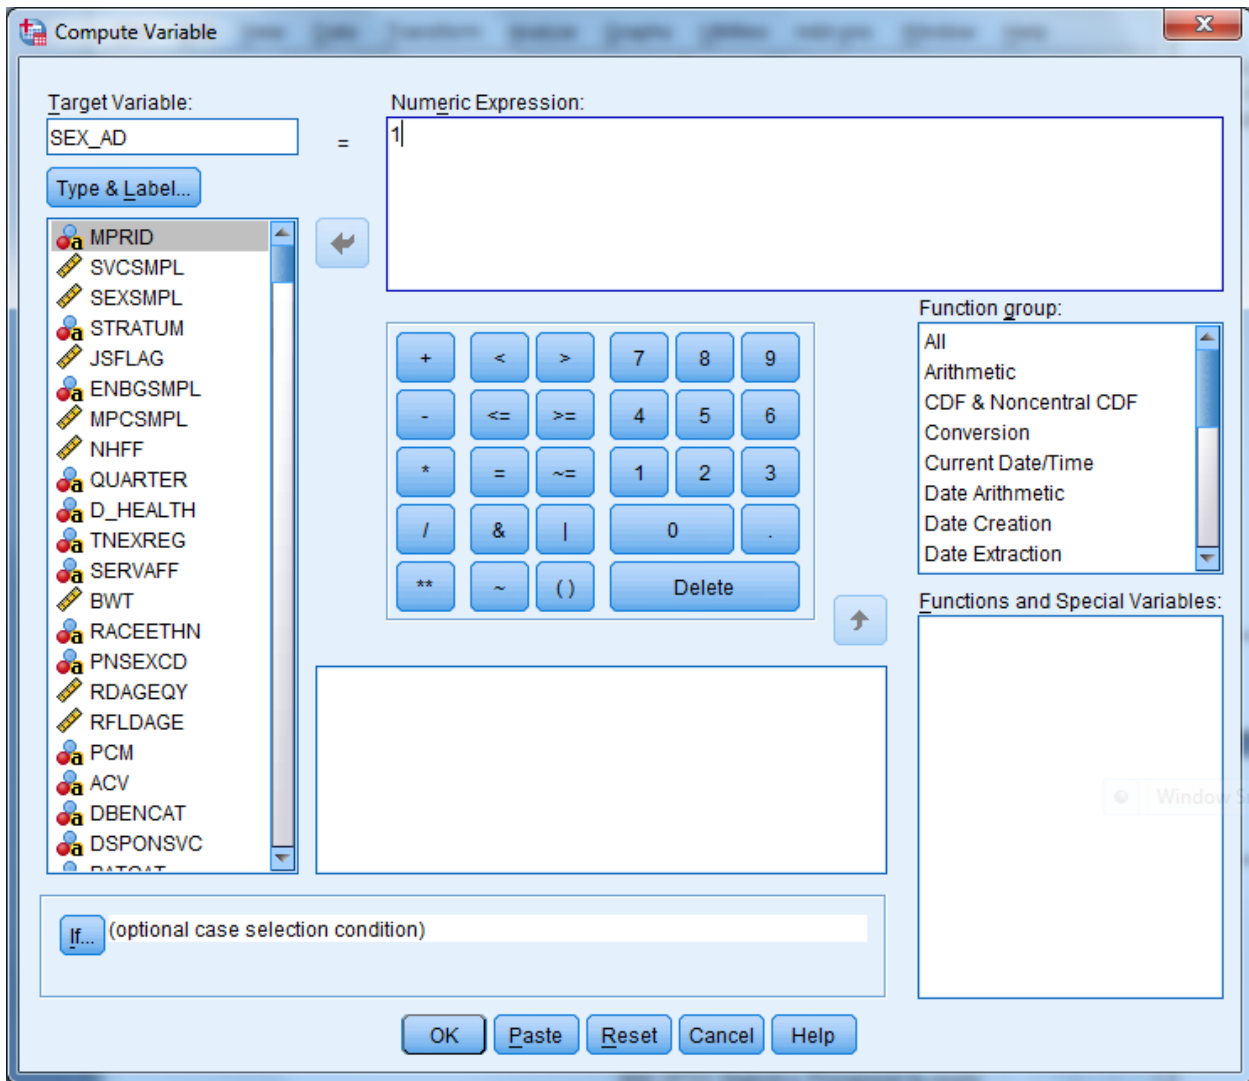 Compute Variable
Target Variable:
SEX_AD
=
Numeric Expression:
1
Type & Label...
MPRID
SVCSMPL
SEXSMPL
STRATUM
JSFLAG
ENBGSMPL
MPCSMPL
NHFF
QUARTER
D_HEALTH
TNEXREG
SERVAFF
BWT
RACEETHN
PNSEXCD
RDAGEQY
RFLDAGE
PCM
ACV
DBENCAT
DSPONSVC
+ < > 7 8 9
- <= >= 4 5 6
* = ~= 1 2 3
/ & | 0 .
** ~ ( ) Delete
Function group:
All
Arithmetic
CDF & Noncentral CDF
Conversion
Current Date/Time
Date Arithmetic
Date Creation
Date Extraction
Functions and Special Variables:
If... (optional case selection condition)
OK Paste Reset Cancel Help